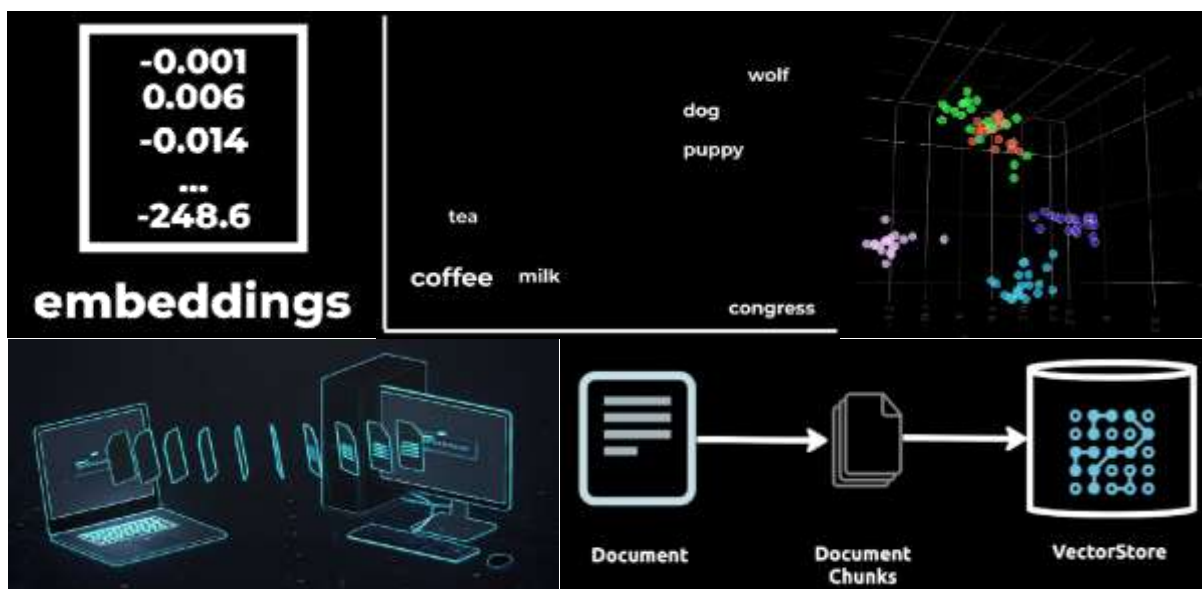 -0.001
0.006
-0.014
...
-248.6
embeddings
wolf
dog
puppy
tea
coffee milk
congress
Document
Document
Chunks
VectorStore